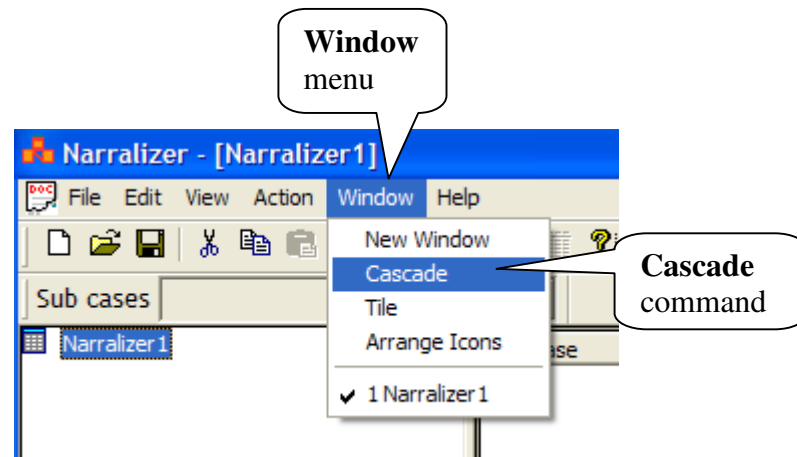 Window
menu
Narralizer - [Narralizer1]
DOC
File Edit View Action Window Help
New Window
Cascade
Cascade
command
Sub cases
Tile
Narralizer1
Arrange Icons
ase
1 Narralizer1